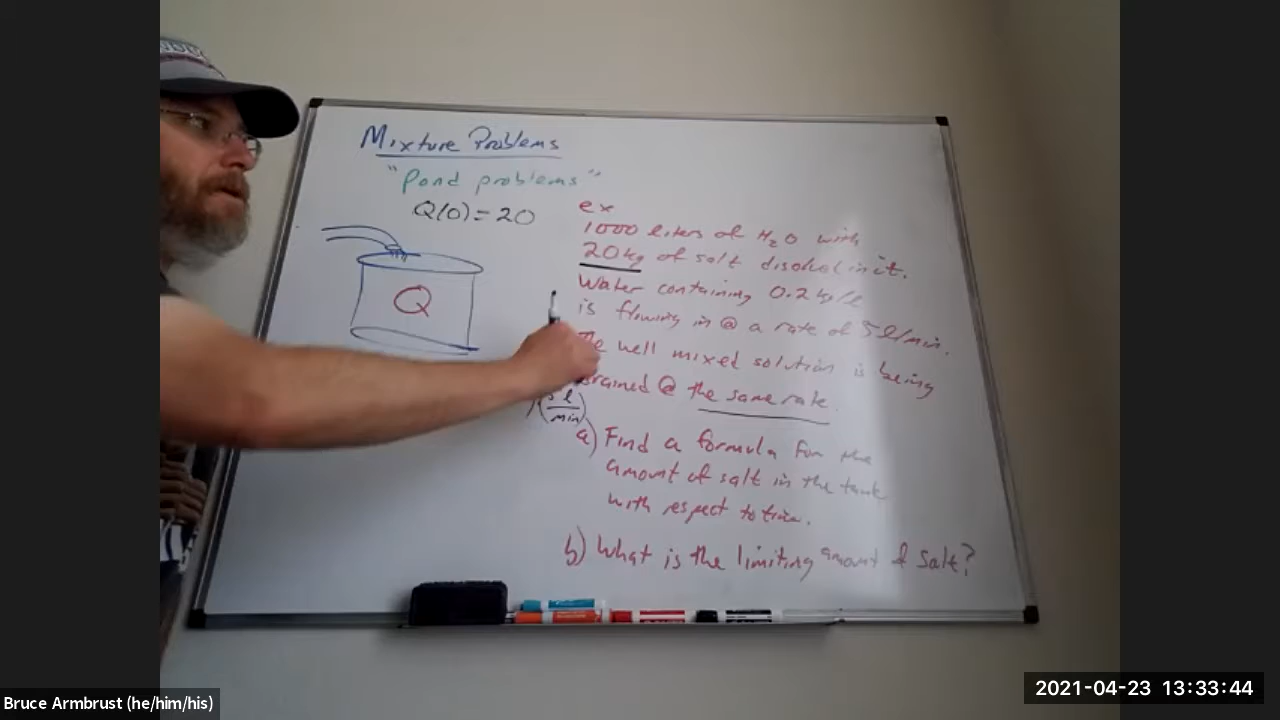 Mixture Problems
"Pond problems"
Q(0)=20
Q
ex
1000 liters of H₂O with
20kg of salt disolved in it.
Water containing 0.2 kg/l
is flowing in @ a rate of 5 l/min.
The well mixed solution is being
drained @ the same rate.
)(5 l
min)
a) Find a formula for the
amount of salt in the tank
with respect to time.
b) What is the limiting amount of salt?
Bruce Armbrust (he/him/his)
2021-04-23 13:33:44